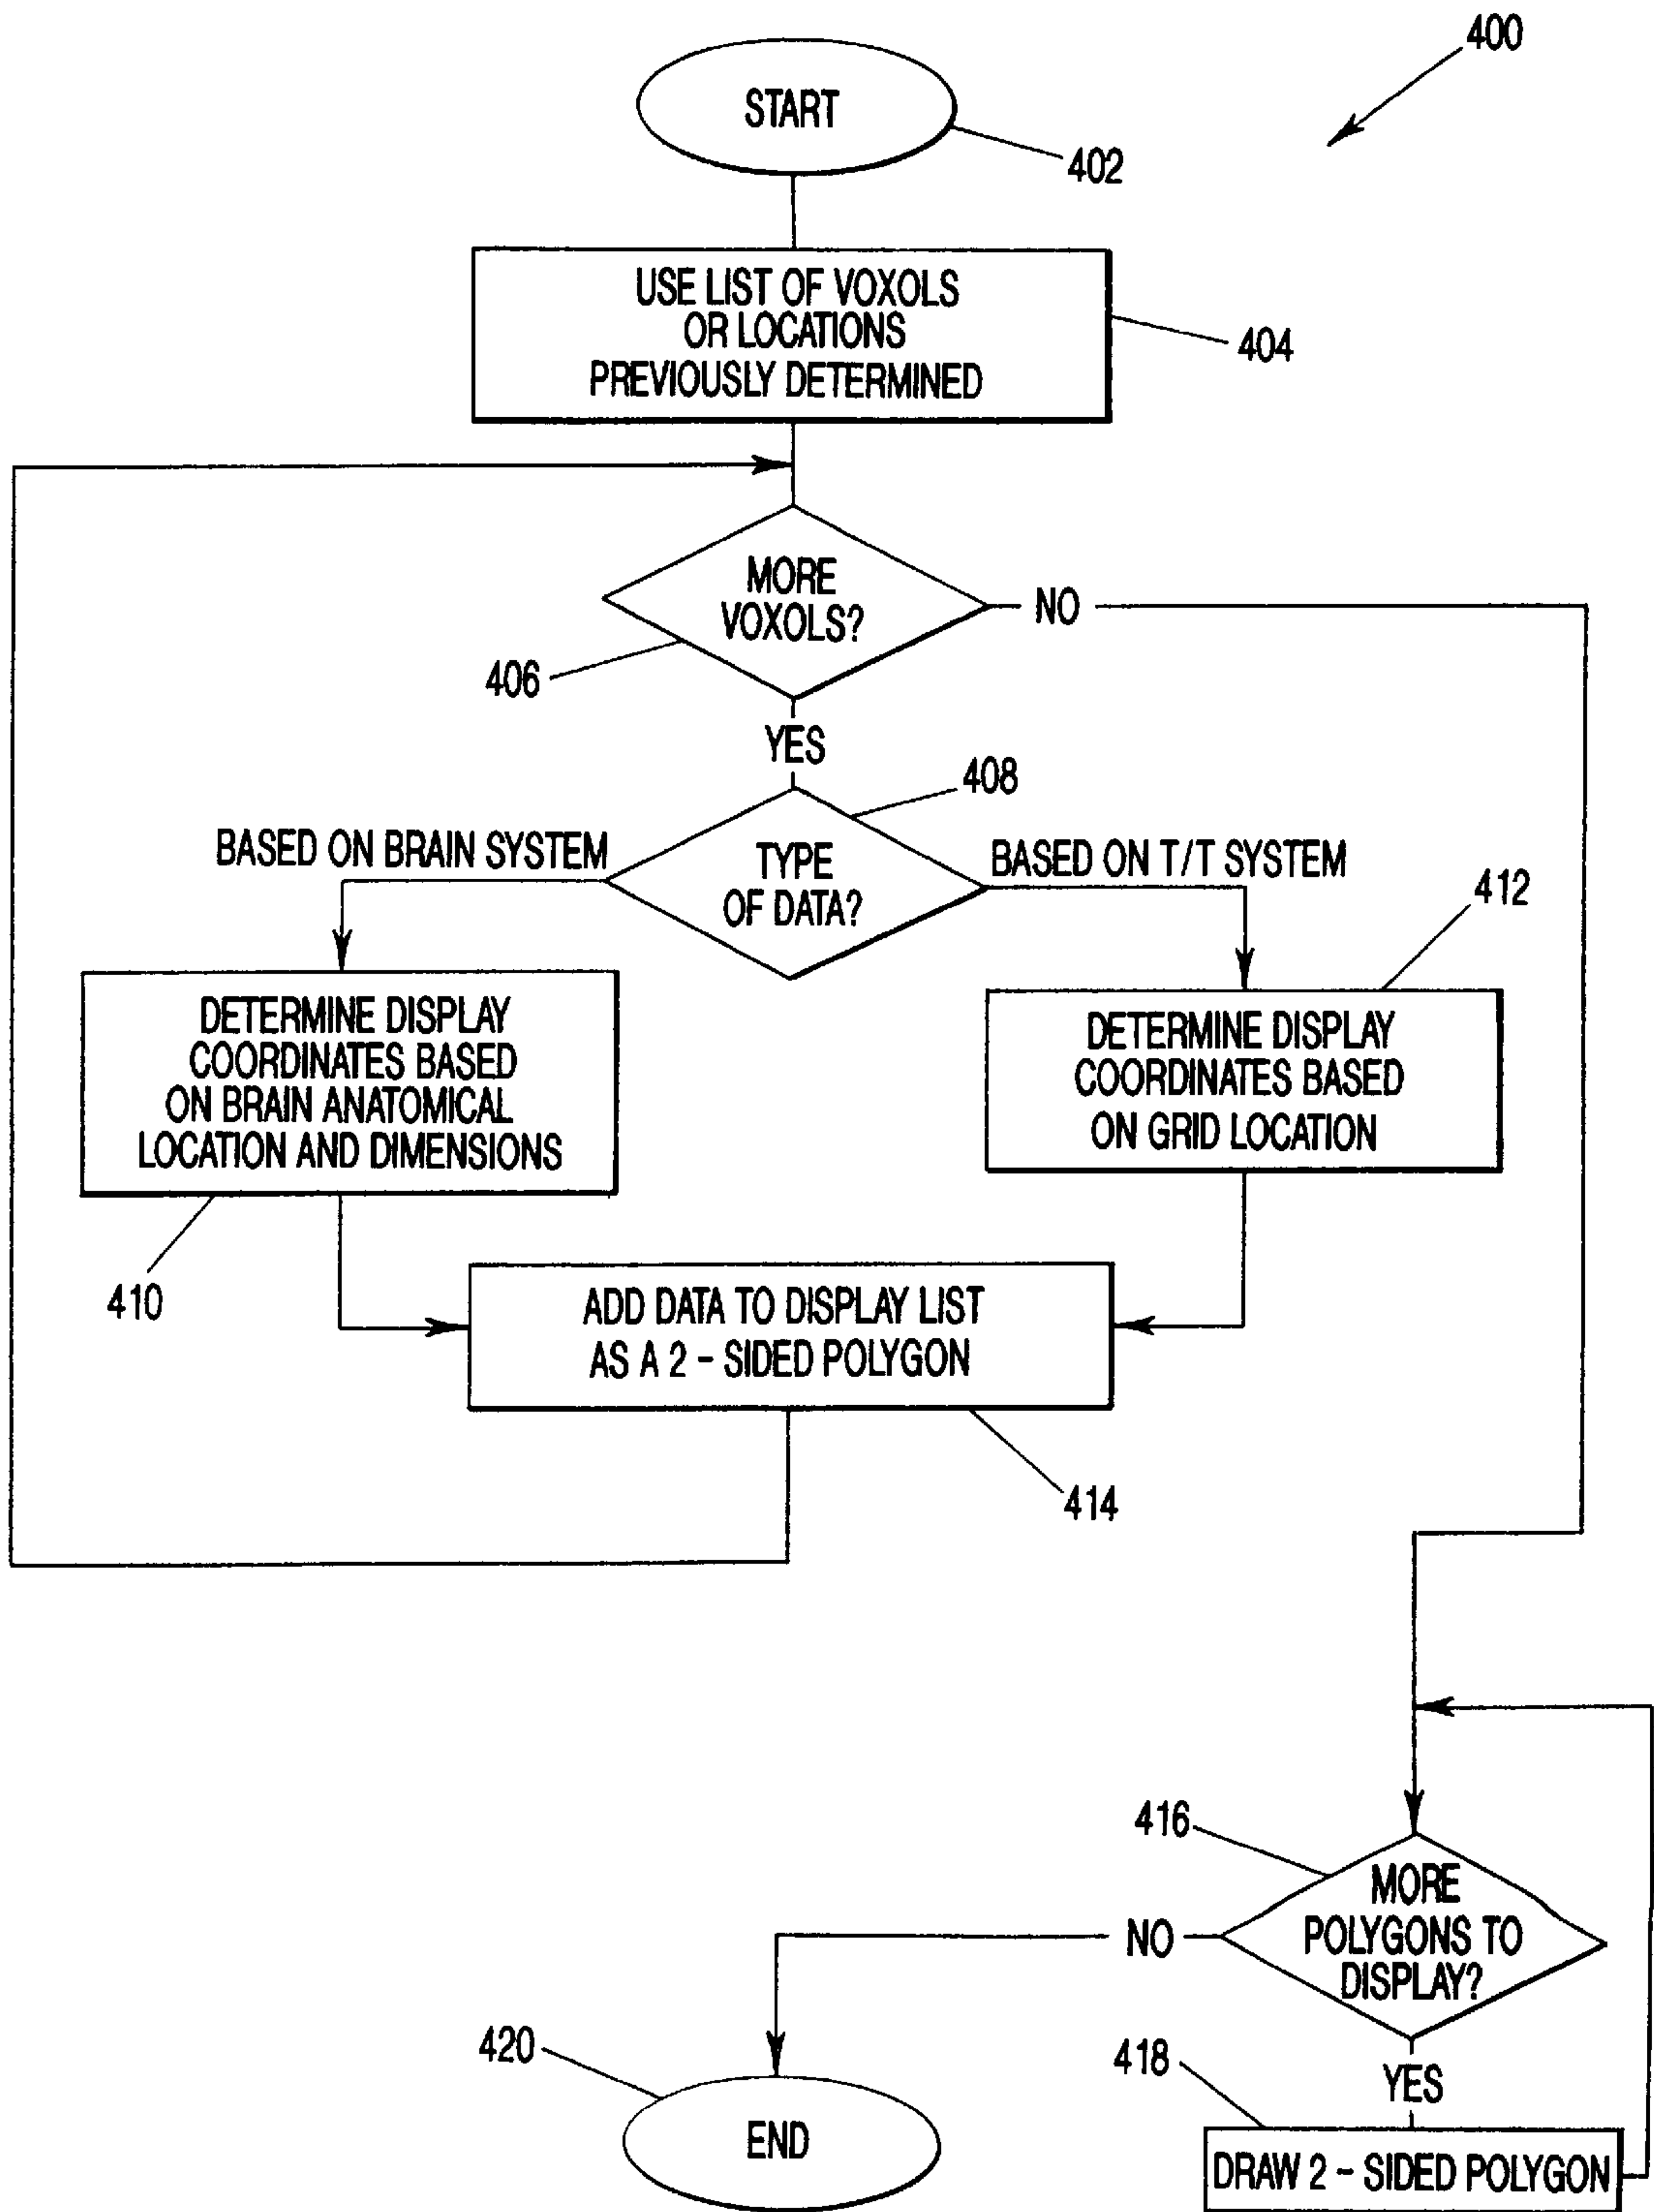 400
START
402
USE LIST OF VOXOLS
OR LOCATIONS
PREVIOUSLY DETERMINED
404
MORE
VOXOLS?
NO
406
YES
408
BASED ON BRAIN SYSTEM
TYPE
OF DATA?
BASED ON T/T SYSTEM
412
DETERMINE DISPLAY
COORDINATES BASED
ON BRAIN ANATOMICAL
LOCATION AND DIMENSIONS
DETERMINE DISPLAY
COORDINATES BASED
ON GRID LOCATION
410
ADD DATA TO DISPLAY LIST
AS A 2 - SIDED POLYGON
414
416
MORE
POLYGONS TO
DISPLAY?
NO
420
418
YES
END
DRAW 2 - SIDED POLYGON